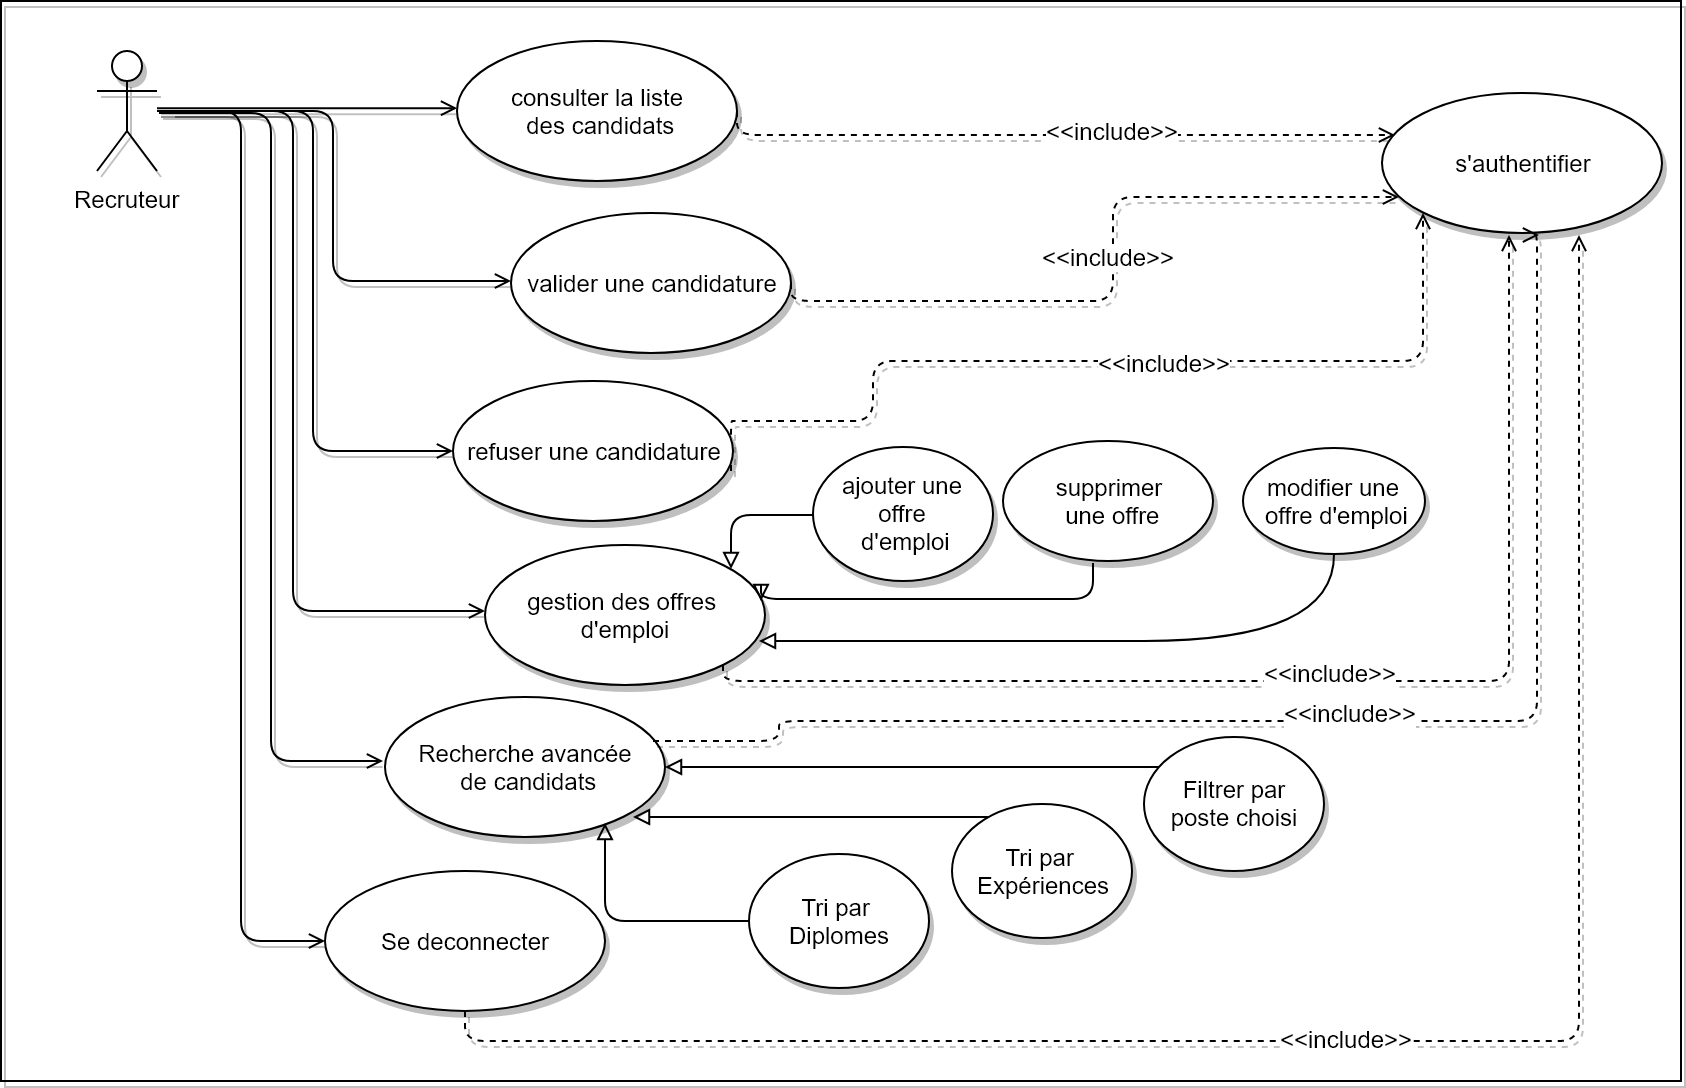 Recruteur
consulter la liste
des candidats
<<include>>
s'authentifier
valider une candidature
<<include>>
refuser une candidature
<<include>>
ajouter une
offre
d'emploi
supprimer
une offre
modifier une
offre d'emploi
gestion des offres
d'emploi
<<include>>
<<include>>
Recherche avancée
de candidats
Filtrer par
poste choisi
Tri par
Expériences
Tri par
Diplomes
Se deconnecter
<<include>>